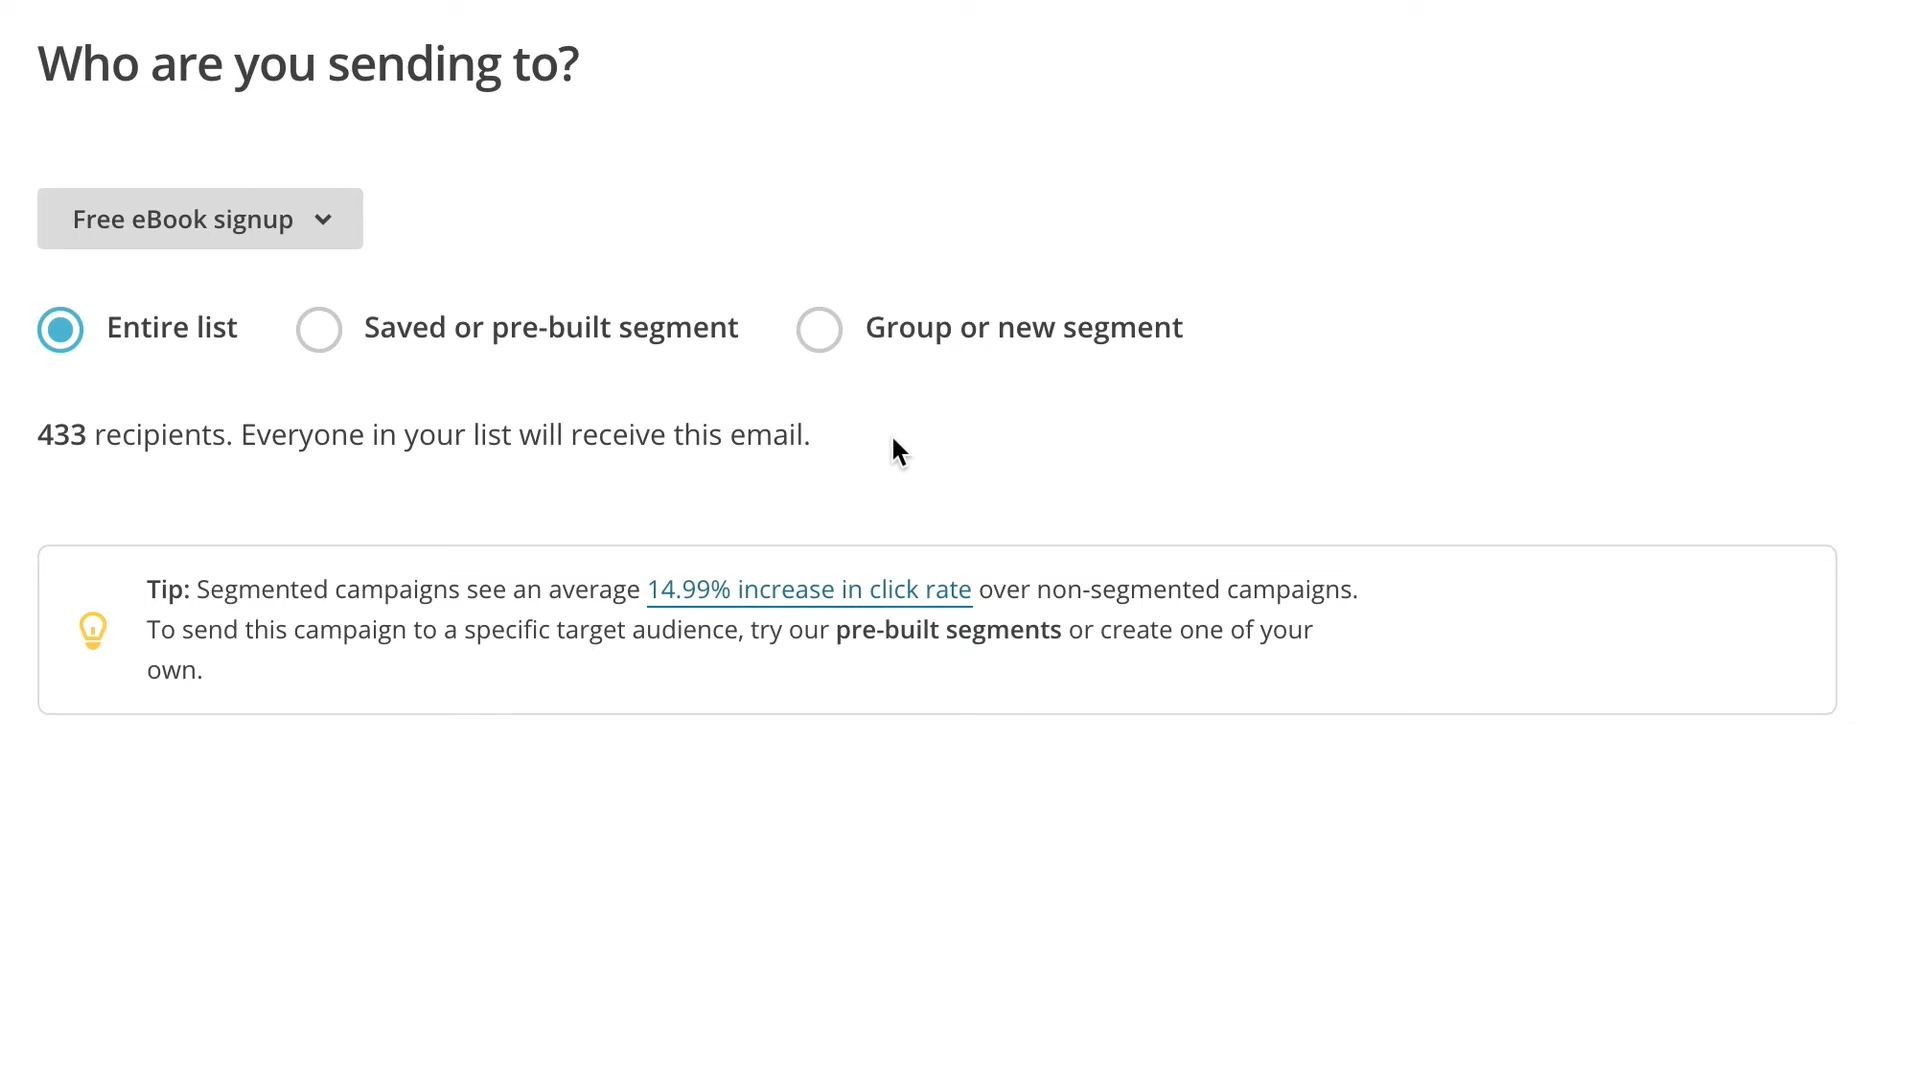 Who are you sending to?
Free eBook signup
Entire list
Saved or pre-built segment
Group or new segment
433 recipients. Everyone in your list will receive this email.
Tip: Segmented campaigns see an average 14.99% increase in click rate over non-segmented campaigns.
To send this campaign to a specific target audience, try our pre-built segments or create one of your
own.